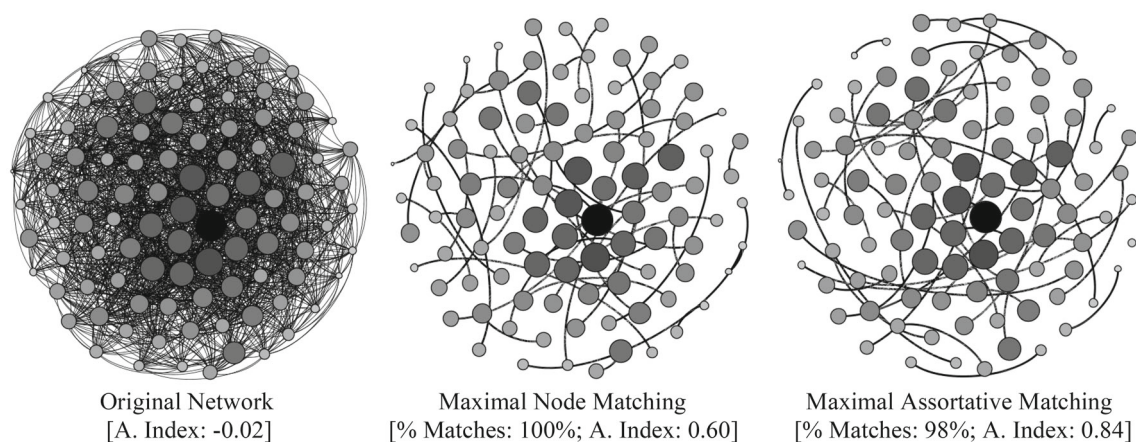 Original Network
[A. Index: -0.02]
Maximal Node Matching
[% Matches: 100%; A. Index: 0.60]
Maximal Assortative Matching
[% Matches: 98%; A. Index: 0.84]